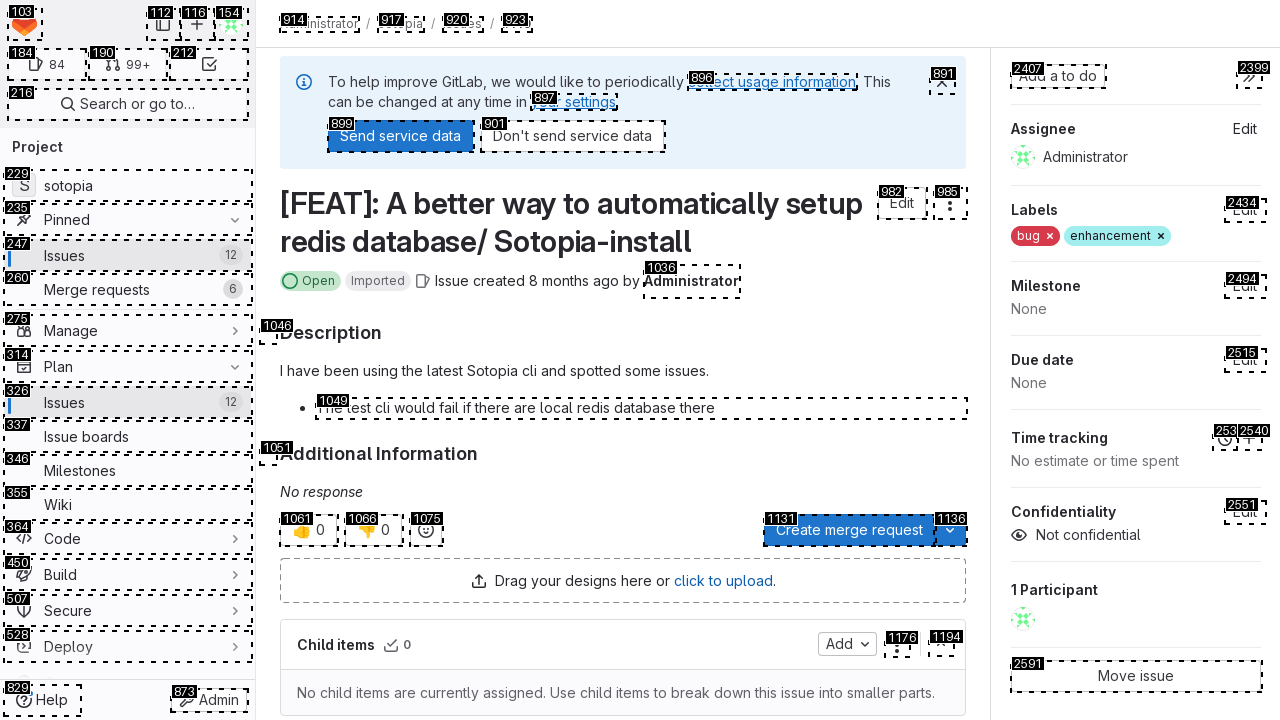 103
112
116
154
184
84
190
99+
212
216
Search or go to…
Project
229
S sotopia
235
Pinned
247
Issues 12
260
Merge requests 6
275
Manage
314
Plan
326
Issues 12
337
Issue boards
346
Milestones
355
Wiki
364
Code
450
Build
507
Secure
528
Deploy
829
Help
873
Admin
914 917 920 923
/ / /
To help improve GitLab, we would like to periodically 896 collect usage information. This
can be changed at any time in 897 your settings.
891
899
Send service data
901
Don't send service data
[FEAT]: A better way to automatically setup
redis database/ Sotopia-install
982
Edit
985
Open Imported Issue created 8 months ago by Administrator
1036
1046
Description
I have been using the latest Sotopia cli and spotted some issues.
1049
The test cli would fail if there are local redis database there
1051
Additional Information
No response
1061
👍 0
1066
👎 0
1075
1131
Create merge request
1136
Drag your designs here or click to upload.
Child items 0
Add
1176
1194
No child items are currently assigned. Use child items to break down this issue into smaller parts.
2407
Add a to do
2399
Assignee Edit
Administrator
Labels
2434
Edit
bug × enhancement ×
Milestone
2494
Edit
None
Due date
2515
Edit
None
Time tracking
253
2540
No estimate or time spent
Confidentiality
2551
Edit
Not confidential
1 Participant
2591
Move issue